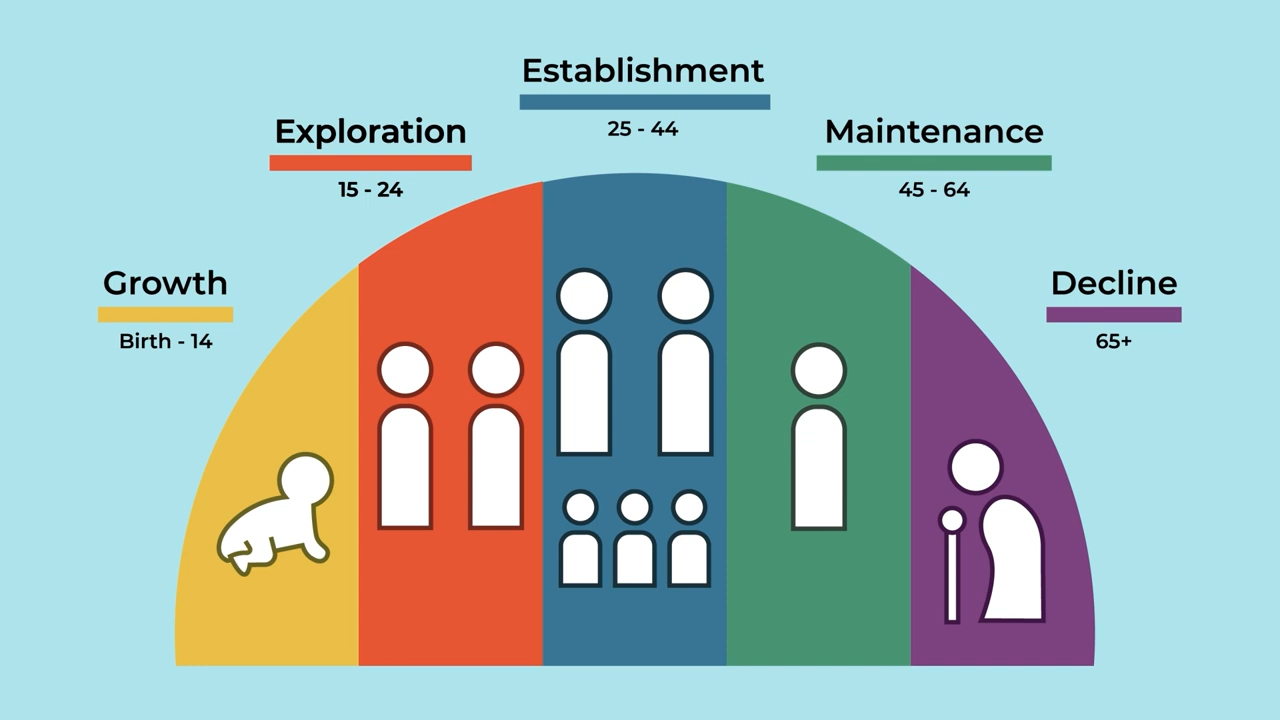 Growth
Birth - 14
Exploration
15 - 24
Establishment
25 - 44
Maintenance
45 - 64
Decline
65+